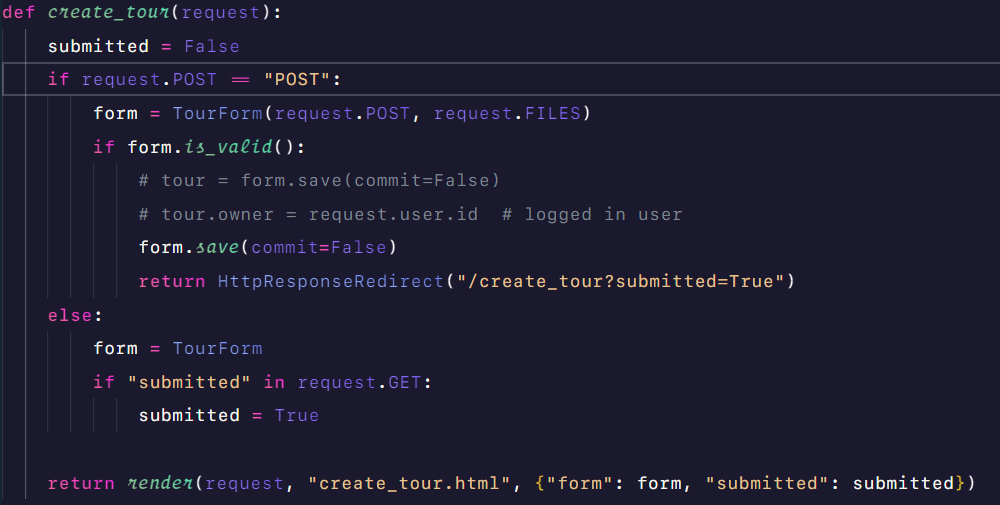 def create_tour(request):
    submitted = False
    if request.POST == "POST":
        form = TourForm(request.POST, request.FILES)
        if form.is_valid():
            # tour = form.save(commit=False)
            # tour.owner = request.user.id  # logged in user
            form.save(commit=False)
            return HttpResponseRedirect("/create_tour?submitted=True")
    else:
        form = TourForm
        if "submitted" in request.GET:
            submitted = True

    return render(request, "create_tour.html", {"form": form, "submitted": submitted})